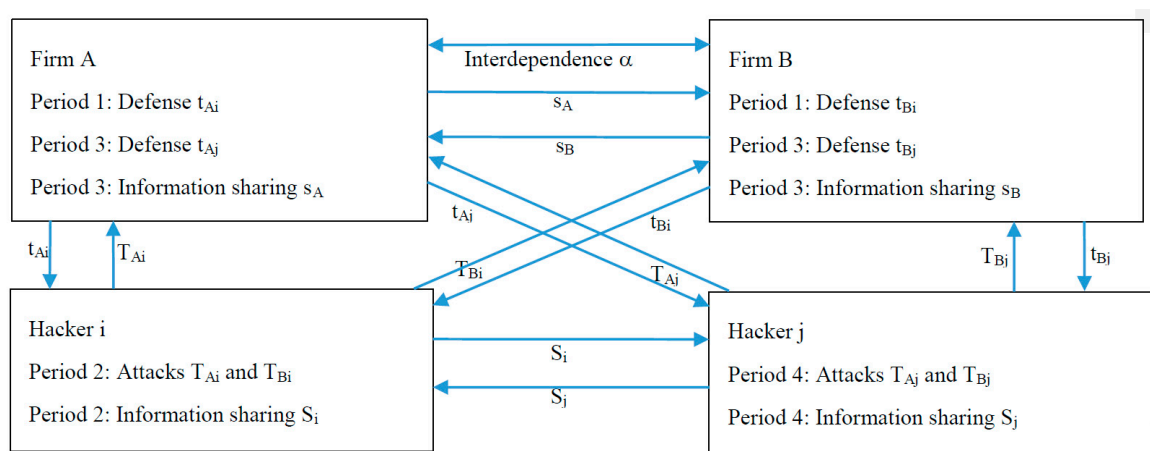 Firm A
Period 1: Defense tAi
Period 3: Defense tAj
Period 3: Information sharing sA
Interdependence α
sA
sB
Firm B
Period 1: Defense tBi
Period 3: Defense tBj
Period 3: Information sharing sB
tAi
TAi
tAj
tBi
TBi
TAj
TBj
tBj
Hacker i
Period 2: Attacks TAi and TBi
Period 2: Information sharing Si
Si
Sj
Hacker j
Period 4: Attacks TAj and TBj
Period 4: Information sharing Sj